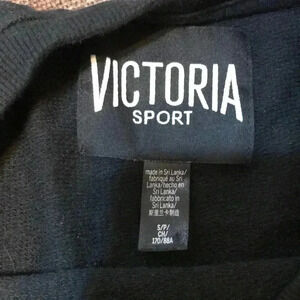 VICTORIA
SPORT
made in Sri Lanka/
fabriqué au Sri
Lanka/hecho en
Sri Lanka/
fabricato in
Sri Lanka/
斯里兰卡制造
S/P/
CH/
170/88A